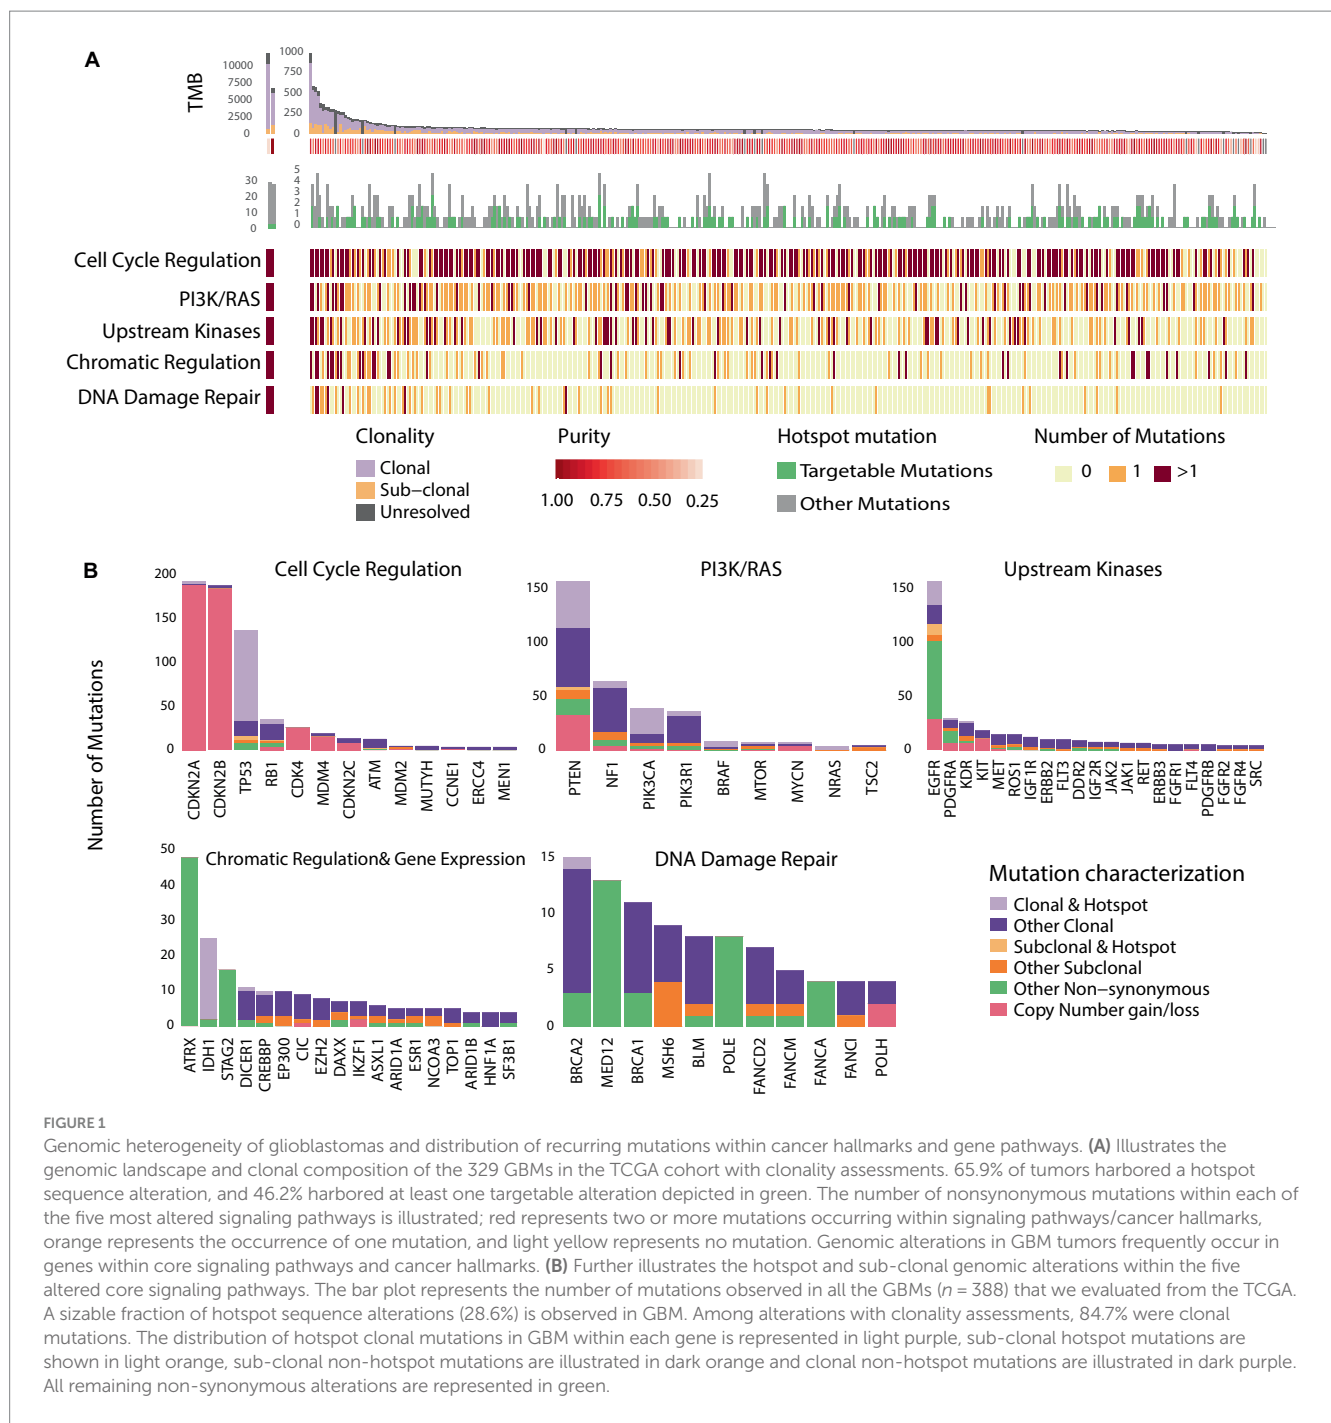 A
TMB
10000
7500
5000
2500
0
1000
750
500
250
0
30
20
10
0
5
4
3
2
1
0
Cell Cycle Regulation
PI3K/RAS
Upstream Kinases
Chromatic Regulation
DNA Damage Repair
Clonality
Clonal
Sub−clonal
Unresolved
Purity
1.00 0.75 0.50 0.25
Hotspot mutation
Targetable Mutations
Other Mutations
Number of Mutations
0 1 >1
B
Number of Mutations
Cell Cycle Regulation
200
150
100
50
0
CDKN2A CDKN2B TP53 RB1 CDK4 MDM4 CDKN2C ATM MDM2 MUTYH CCNE1 ERCC4 MEN1
PI3K/RAS
150
100
50
0
PTEN NF1 PIK3CA PIK3R1 BRAF MTOR MYCN NRAS TSC2
Upstream Kinases
150
100
50
0
EGFR PDGFRA KDR KIT MET ROS1 IGF1R ERBB2 FLT3 DDR2 IGF2R JAK2 JAK1 RET ERBB3 FGFR1 FLT4 PDGFRB FGFR2 FGFR4 SRC
Chromatic Regulation& Gene Expression
50
40
30
20
10
0
ATRX IDH1 STAG2 DICER1 CREBBP EP300 CIC EZH2 DAXX IKZF1 ASXL1 ARID1A ESR1 NCOA3 TOP1 ARID1B HNF1A SF3B1
DNA Damage Repair
15
10
5
0
BRCA2 MED12 BRCA1 MSH6 BLM POLE FANCD2 FANCM FANCA FANCI POLH
Mutation characterization
Clonal & Hotspot
Other Clonal
Subclonal & Hotspot
Other Subclonal
Other Non−synonymous
Copy Number gain/loss
FIGURE 1
Genomic heterogeneity of glioblastomas and distribution of recurring mutations within cancer hallmarks and gene pathways. (A) Illustrates the
genomic landscape and clonal composition of the 329 GBMs in the TCGA cohort with clonality assessments. 65.9% of tumors harbored a hotspot
sequence alteration, and 46.2% harbored at least one targetable alteration depicted in green. The number of nonsynonymous mutations within each of
the five most altered signaling pathways is illustrated; red represents two or more mutations occurring within signaling pathways/cancer hallmarks,
orange represents the occurrence of one mutation, and light yellow represents no mutation. Genomic alterations in GBM tumors frequently occur in
genes within core signaling pathways and cancer hallmarks. (B) Further illustrates the hotspot and sub-clonal genomic alterations within the five
altered core signaling pathways. The bar plot represents the number of mutations observed in all the GBMs (n = 388) that we evaluated from the TCGA.
A sizable fraction of hotspot sequence alterations (28.6%) is observed in GBM. Among alterations with clonality assessments, 84.7% were clonal
mutations. The distribution of hotspot clonal mutations in GBM within each gene is represented in light purple, sub-clonal hotspot mutations are
shown in light orange, sub-clonal non-hotspot mutations are illustrated in dark orange and clonal non-hotspot mutations are illustrated in dark purple.
All remaining non-synonymous alterations are represented in green.